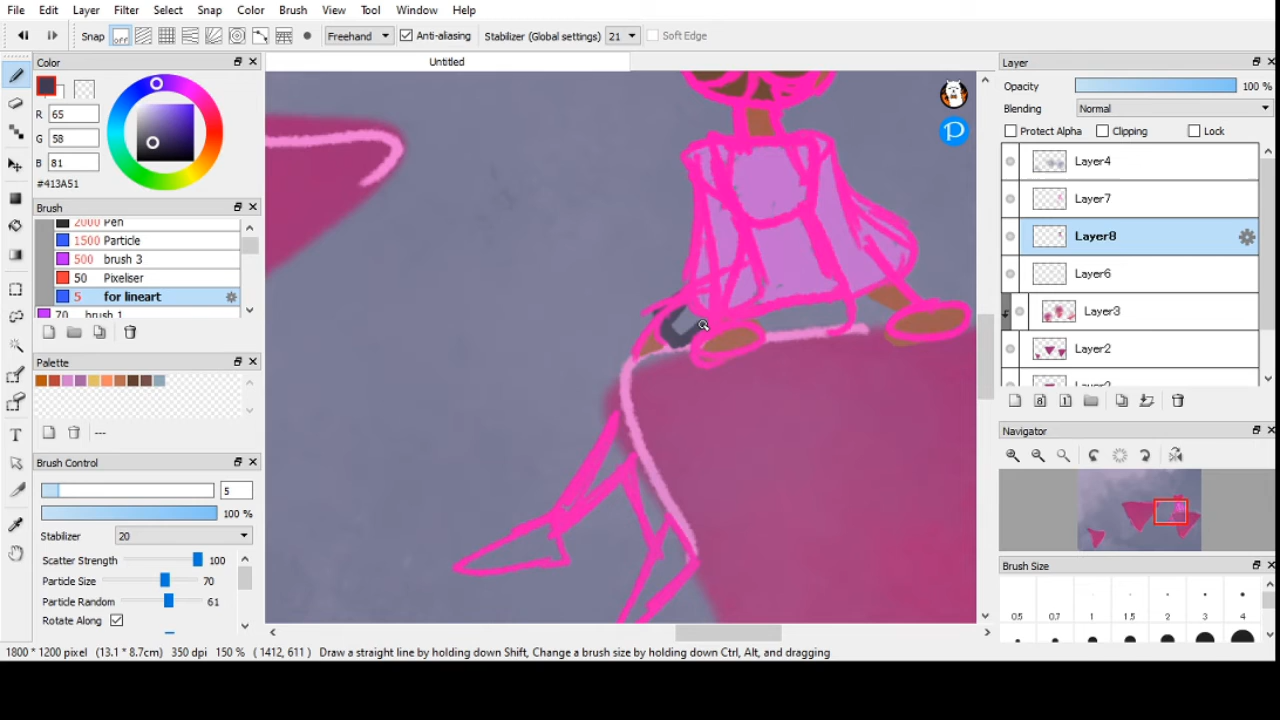 File Edit Layer Filter Select Snap Color Brush View Tool Window Help
Snap off Freehand Anti-aliasing Stabilizer (Global settings) 21 Soft Edge
Color
R 65
G 58
B 81
#413A51
Brush
2000 Pen
1500 Particle
500 brush 3
50 Pixeliser
5 for lineart
70 brush 1
Palette
---
Brush Control
5
100 %
Stabilizer 20
Scatter Strength 100
Particle Size 70
Particle Random 61
Rotate Along
Untitled
P
Layer
Opacity 100 %
Blending Normal
Protect Alpha Clipping Lock
Layer4
Layer7
Layer8
Layer6
Layer3
Layer2
Layer2
8 1
Navigator
Brush Size
0.5 0.7 1 1.5 2 3 4
1800 * 1200 pixel (13.1 * 8.7cm) 350 dpi 150 % ( 1412, 611 ) Draw a straight line by holding down Shift, Change a brush size by holding down Ctrl, Alt, and dragging